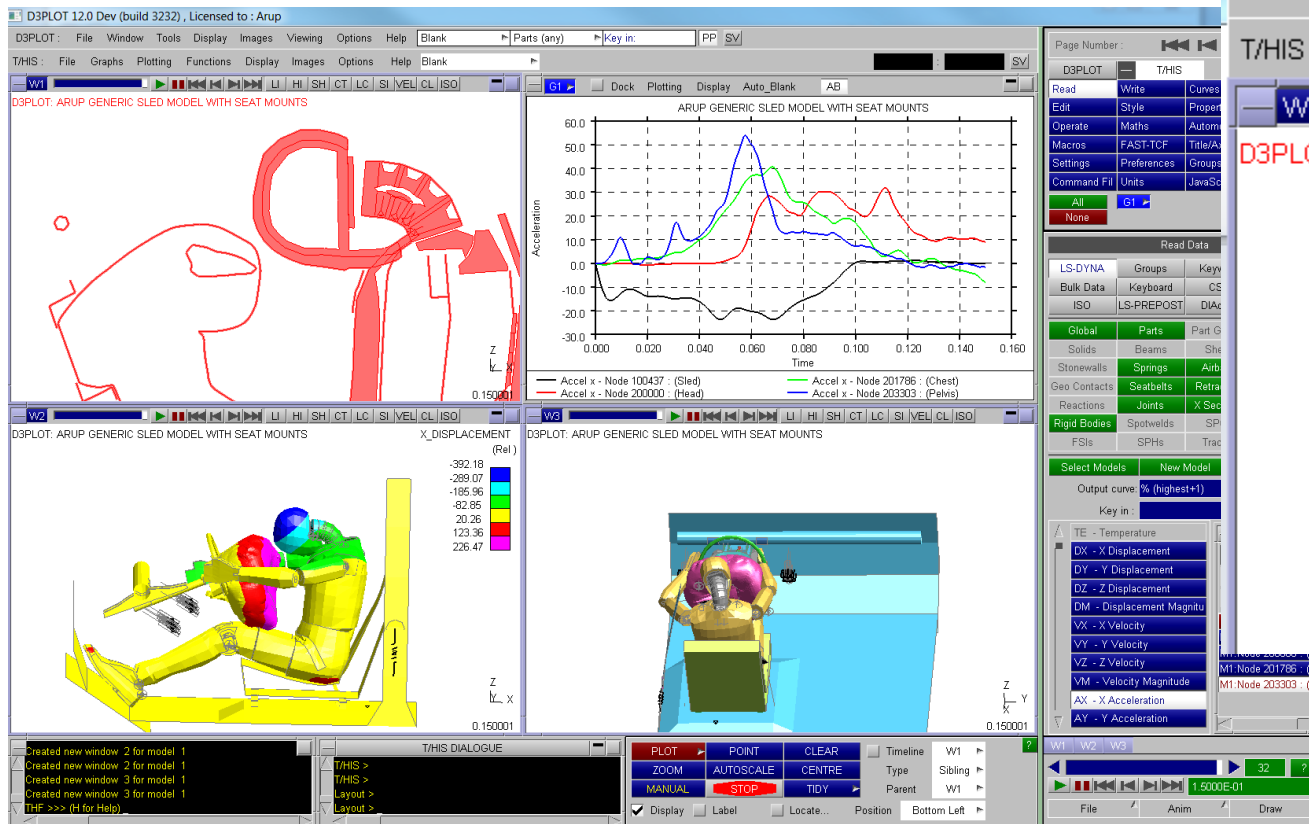 D3PLOT 12.0 Dev (build 3232) , Licensed to : Arup
D3PLOT : File Window Tools Display Images Viewing Options Help Blank Parts (any) Key in: PP SV
T/HIS : File Graphs Plotting Functions Display Images Options Help Blank : SV
W1 LI HI SH CT LC SI VEL CL ISO
D3PLOT: ARUP GENERIC SLED MODEL WITH SEAT MOUNTS
Z
Y X
0.150001
G1 Dock Plotting Display Auto_Blank AB
ARUP GENERIC SLED MODEL WITH SEAT MOUNTS
Acceleration
60.0
50.0
40.0
30.0
20.0
10.0
0.0
-10.0
-20.0
-30.0
0.000 0.020 0.040 0.060 0.080 0.100 0.120 0.140 0.160
Time
Accel x - Node 100437 : (Sled) Accel x - Node 201786 : (Chest)
Accel x - Node 200000 : (Head) Accel x - Node 203303 : (Pelvis)
W2 LI HI SH CT LC SI VEL CL ISO
D3PLOT: ARUP GENERIC SLED MODEL WITH SEAT MOUNTS
X_DISPLACEMENT
(Rel )
-392.18
-289.07
-185.96
-82.85
20.26
123.36
226.47
Z
Y X
0.150001
W3 LI HI SH CT LC SI VEL CL ISO
D3PLOT: ARUP GENERIC SLED MODEL WITH SEAT MOUNTS
Z
Y
X
0.150001
Created new window 2 for model 1
Created new window 2 for model 1
Created new window 3 for model 1
Created new window 3 for model 1
THF >>> (H for Help)_
T/HIS DIALOGUE
T/HIS >
T/HIS >
Layout >
Layout >
PLOT POINT CLEAR Timeline W1
ZOOM AUTOSCALE CENTRE Type Sibling
MANUAL STOP TIDY Parent W1
Display Label Locate... Position Bottom Left
?
Page Number :
D3PLOT T/HIS
Read Write Curves
Edit Style Proper
Operate Maths Autom
Macros FAST-TCF Title/Ax
Settings Preferences Groups
Command Fil Units JavaSc
All G1
None
Read Data
LS-DYNA Groups Keyw
Bulk Data Keyboard CS
ISO LS-PREPOST DIAd
Global Parts Part G
Solids Beams She
Stonewalls Springs Airb
Geo Contacts Seatbelts Retra
Reactions Joints X Sec
Rigid Bodies Spotwelds SP
FSIs SPHs Trac
Select Models New Model
Output curve: % (highest+1)
Key in :
TE - Temperature
DX - X Displacement
DY - Y Displacement
DZ - Z Displacement
DM - Displacement Magnitu
VX - X Velocity
VY - Y Velocity
VZ - Z Velocity
VM - Velocity Magnitude
AX - X Acceleration
AY - Y Acceleration
M1:Node 201786 : (
M1:Node 203303 : (
W1 W2 W3
32 ?
1.5000E-01
File Anim Draw
T/HIS
W
D3PLO